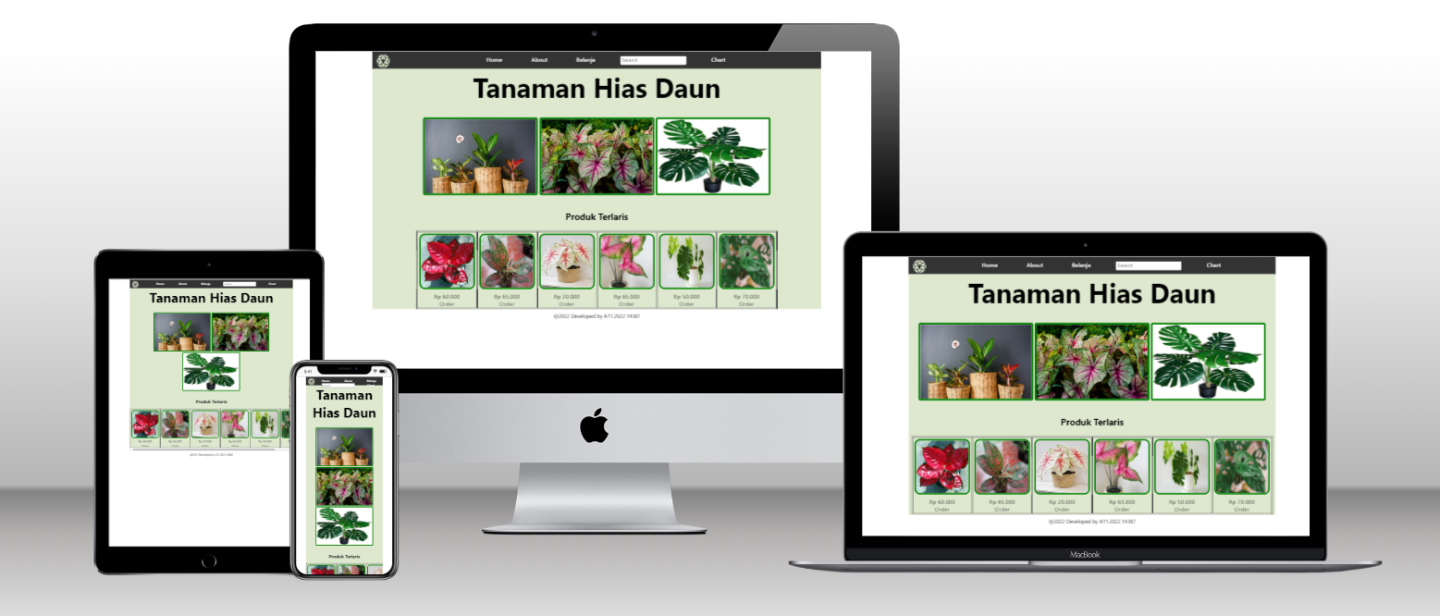 Home About Belanja Search Chart
Tanaman Hias Daun
Produk Terlaris
Rp 60.000 Rp 65.000 Rp 20.000 Rp 65.000 Rp 50.000 Rp 70.000
Order Order Order Order Order Order
©2022 Developed by A11.2022.14387
Home About Belanja Search Chart
Tanaman Hias Daun
Produk Terlaris
Rp 60.000 Rp 65.000 Rp 20.000 Rp 65.000 Rp 50.000 Rp 70.000
Order Order Order Order Order Order
©2022 Developed by A11.2022.14387
MacBook
Home About Belanja Chart
Tanaman Hias Daun
Produk Terlaris
Home About Belanja
Tanaman
Hias Daun
Produk Terlaris